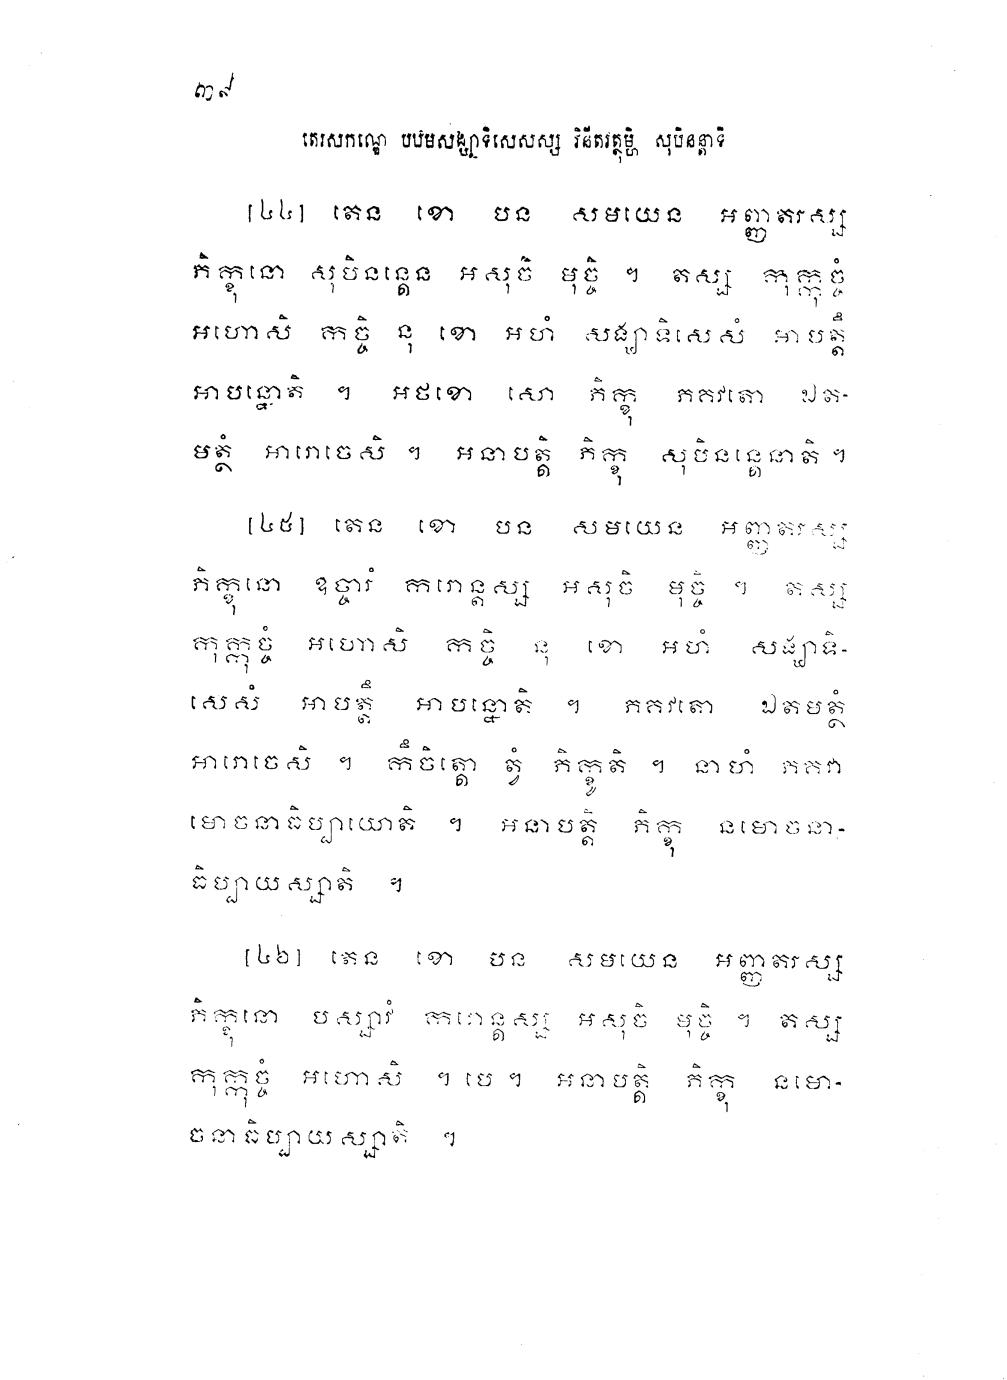 ៣៩
តេរសកណ្ឌេ បឋមសង្ឃាទិសេសស្ស វិនីតវត្ថុម្ហិ សុបិនន្តាទិ
[៤៤] តេន ខោ បន សមយេន អញ្ញតរស្ស
ភិក្ខុនោ សុបិនន្តេន អសុចិ មុច្ចិ ។ តស្ស កុក្កុច្ចំ
អហោសិ កច្ចិ នុ ខោ អហំ សង្ឃាទិសេសំ អាបត្តឹ
អាបន្នោតិ ។ អថខោ សោ ភិក្ខុ ភគវតោ ឯត-
មត្ថំ អារោចេសិ ។ អនាបត្តិ ភិក្ខុ សុបិនន្តេនាតិ ។
[៤៥] តេន ខោ បន សមយេន អញ្ញតរស្ស
ភិក្ខុនោ ឧច្ចារំ ករោន្តស្ស អសុចិ មុច្ចិ ។ តស្ស
កុក្កុច្ចំ អហោសិ កច្ចិ នុ ខោ អហំ សង្ឃាទិ-
សេសំ អាបត្តឹ អាបន្នោតិ ។ ភគវតោ ឯតមត្ថំ
អារោចេសិ ។ កឹចិត្តោ ត្វំ ភិក្ខូតិ ។ នាហំ ភគវា
មោចនាធិប្បាយោតិ ។ អនាបត្តិ ភិក្ខុ នមោចនា-
ធិប្បាយស្សាតិ ។
[៤៦] តេន ខោ បន សមយេន អញ្ញតរស្ស
ភិក្ខុនោ បស្សាវំ ករោន្តស្ស អសុចិ មុច្ចិ ។ តស្ស
កុក្កុច្ចំ អហោសិ ។ បេ ។ អនាបត្តិ ភិក្ខុ នមោ-
ចនាធិប្បាយស្សាតិ ។